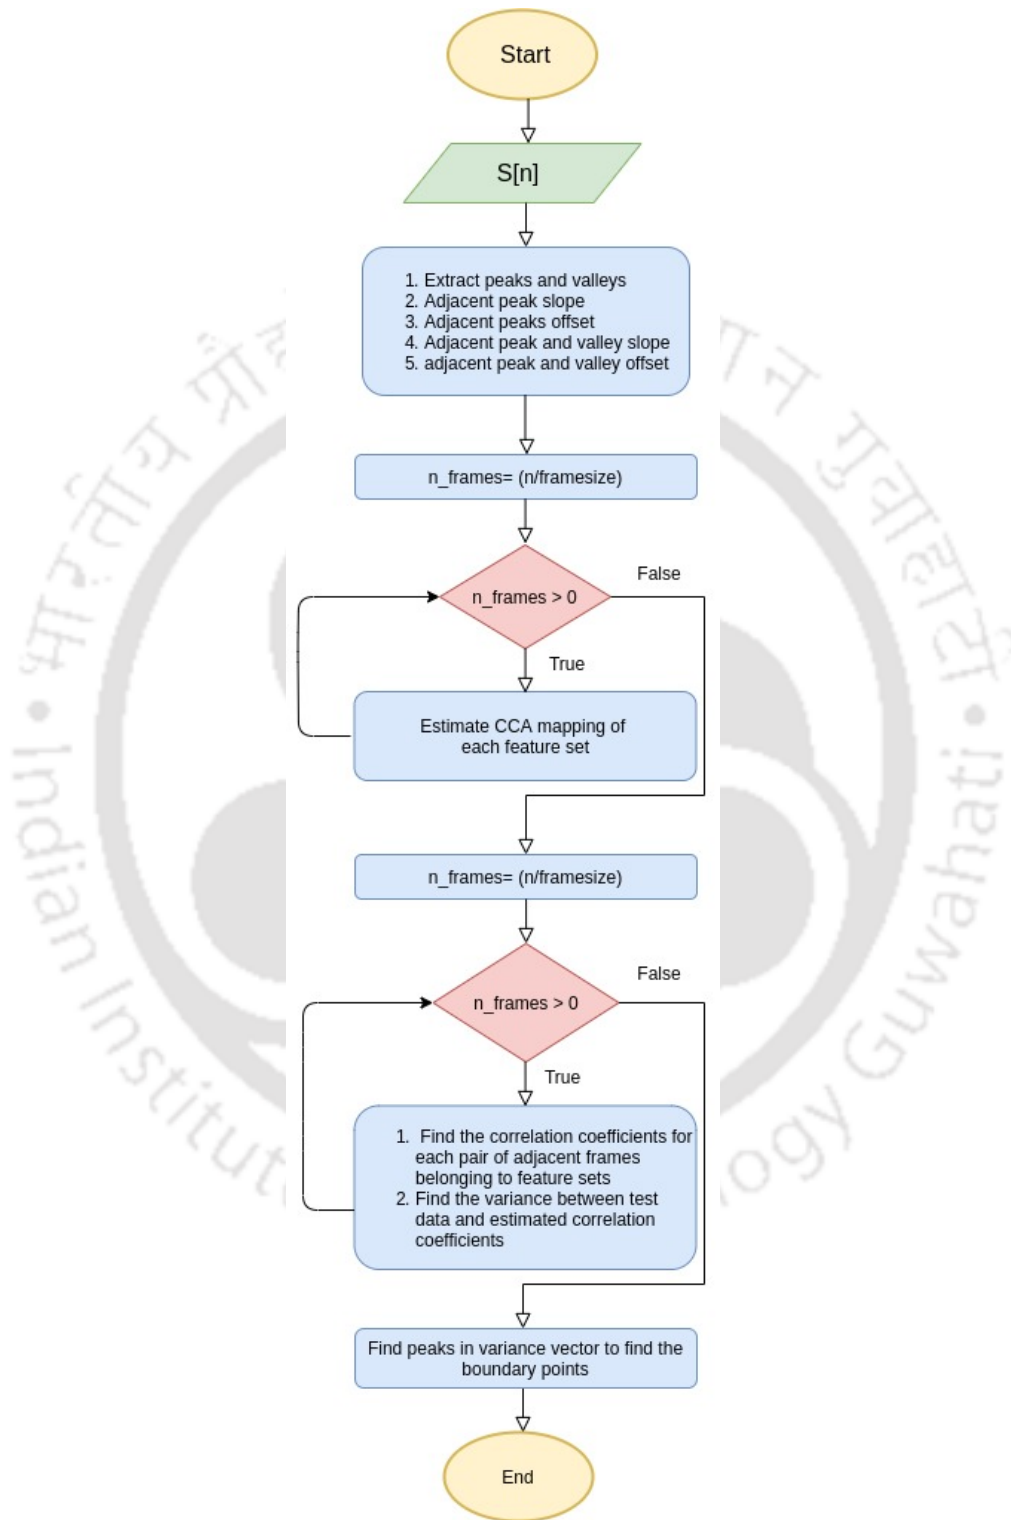 Start
S[n]
1. Extract peaks and valleys
2. Adjacent peak slope
3. Adjacent peaks offset
4. Adjacent peak and valley slope
5. adjacent peak and valley offset
n_frames= (n/framesize)
n_frames > 0
False
True
Estimate CCA mapping of
each feature set
n_frames= (n/framesize)
n_frames > 0
False
True
1. Find the correlation coefficients for
each pair of adjacent frames
belonging to feature sets
2. Find the variance between test
data and estimated correlation
coefficients
Find peaks in variance vector to find the
boundary points
End
भारतीय
गुवाहाटी
Indian
Guwahati